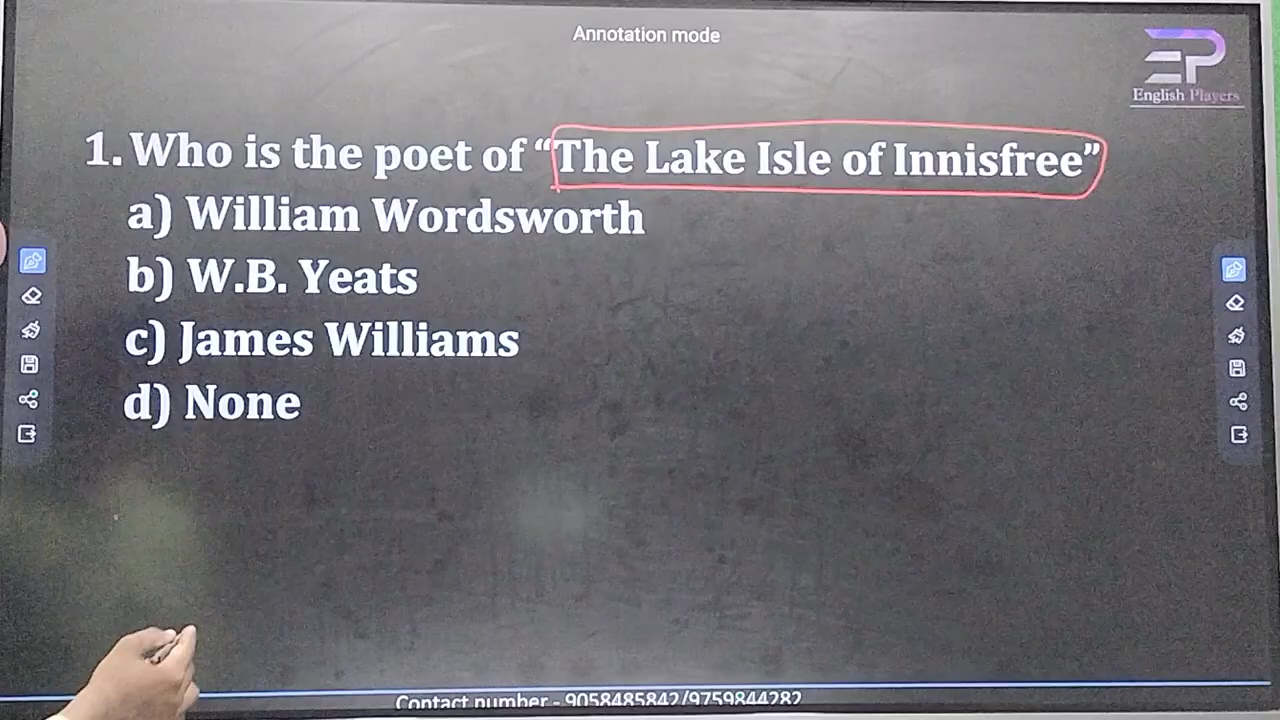 Annotation mode
EP
English Players
1. Who is the poet of “The Lake Isle of Innisfree”
a) William Wordsworth
b) W.B. Yeats
c) James Williams
d) None
Contact number - 9058485842/9759844282